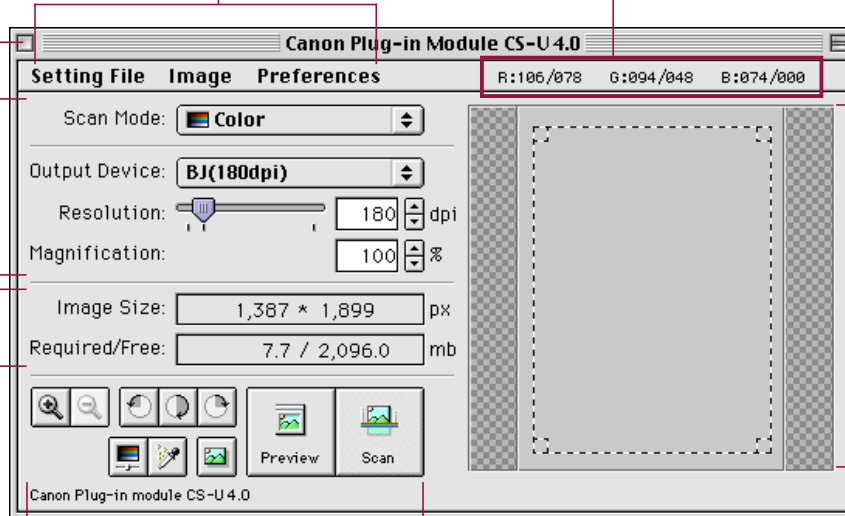 Canon Plug-in Module CS-U 4.0
Setting File Image Preferences
R:106/078 G:094/048 B:074/000
Scan Mode: Color
Output Device: BJ(180dpi)
Resolution: 180 dpi
Magnification: 100 %
Image Size: 1,387 * 1,899 px
Required/Free: 7.7 / 2,096.0 mb
Preview Scan
Canon Plug-in module CS-U 4.0